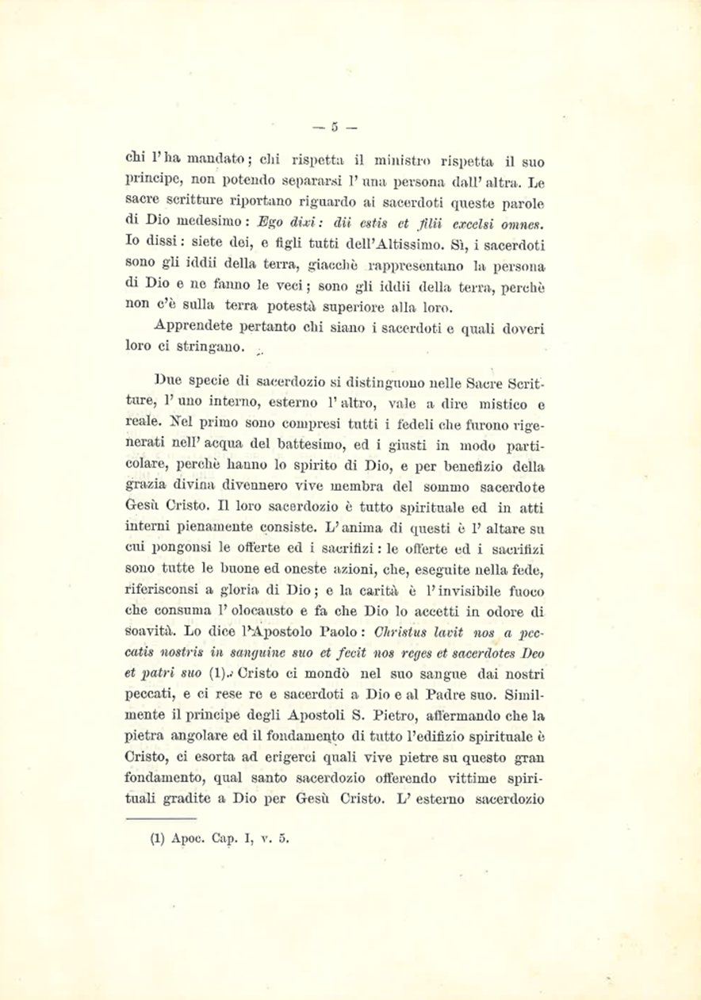 — 5 —
chi l'ha mandato; chi rispetta il ministro rispetta il suo
principe, non potendo separarsi l' una persona dall' altra. Le
sacre scritture riportano riguardo ai sacerdoti queste parole
di Dio medesimo: Ego dixi: dii estis et filii excelsi omnes.
Io dissi: siete dei, e figli tutti dell'Altissimo. Sì, i sacerdoti
sono gli iddii della terra, giacchè rappresentano la persona
di Dio e ne fanno le veci; sono gli iddii della terra, perchè
non c'è sulla terra potestà superiore alla loro.
Apprendete pertanto chi siano i sacerdoti e quali doveri
loro ci stringano.
Due specie di sacerdozio si distinguono nelle Sacre Scrit-
ture, l' uno interno, esterno l' altro, vale a dire mistico e
reale. Nel primo sono compresi tutti i fedeli che furono rige-
nerati nell' acqua del battesimo, ed i giusti in modo parti-
colare, perchè hanno lo spirito di Dio, e per benefizio della
grazia divina divennero vive membra del sommo sacerdote
Gesù Cristo. Il loro sacerdozio è tutto spirituale ed in atti
interni pienamente consiste. L'anima di questi è l' altare su
cui pongonsi le offerte ed i sacrifizi: le offerte ed i sacrifizi
sono tutte le buone ed oneste azioni, che, eseguite nella fede,
riferisconsi a gloria di Dio; e la carità è l'invisibile fuoco
che consuma l' olocausto e fa che Dio lo accetti in odore di
soavità. Lo dice l'Apostolo Paolo: Christus lavit nos a pec-
catis nostris in sanguine suo et fecit nos reges et sacerdotes Deo
et patri suo (1). Cristo ci mondò nel suo sangue dai nostri
peccati, e ci rese re e sacerdoti a Dio e al Padre suo. Simil-
mente il principe degli Apostoli S. Pietro, affermando che la
pietra angolare ed il fondamento di tutto l'edifizio spirituale è
Cristo, ci esorta ad erigerci quali vive pietre su questo gran
fondamento, qual santo sacerdozio offerendo vittime spiri-
tuali gradite a Dio per Gesù Cristo. L' esterno sacerdozio
(1) Apoc. Cap. I, v. 5.